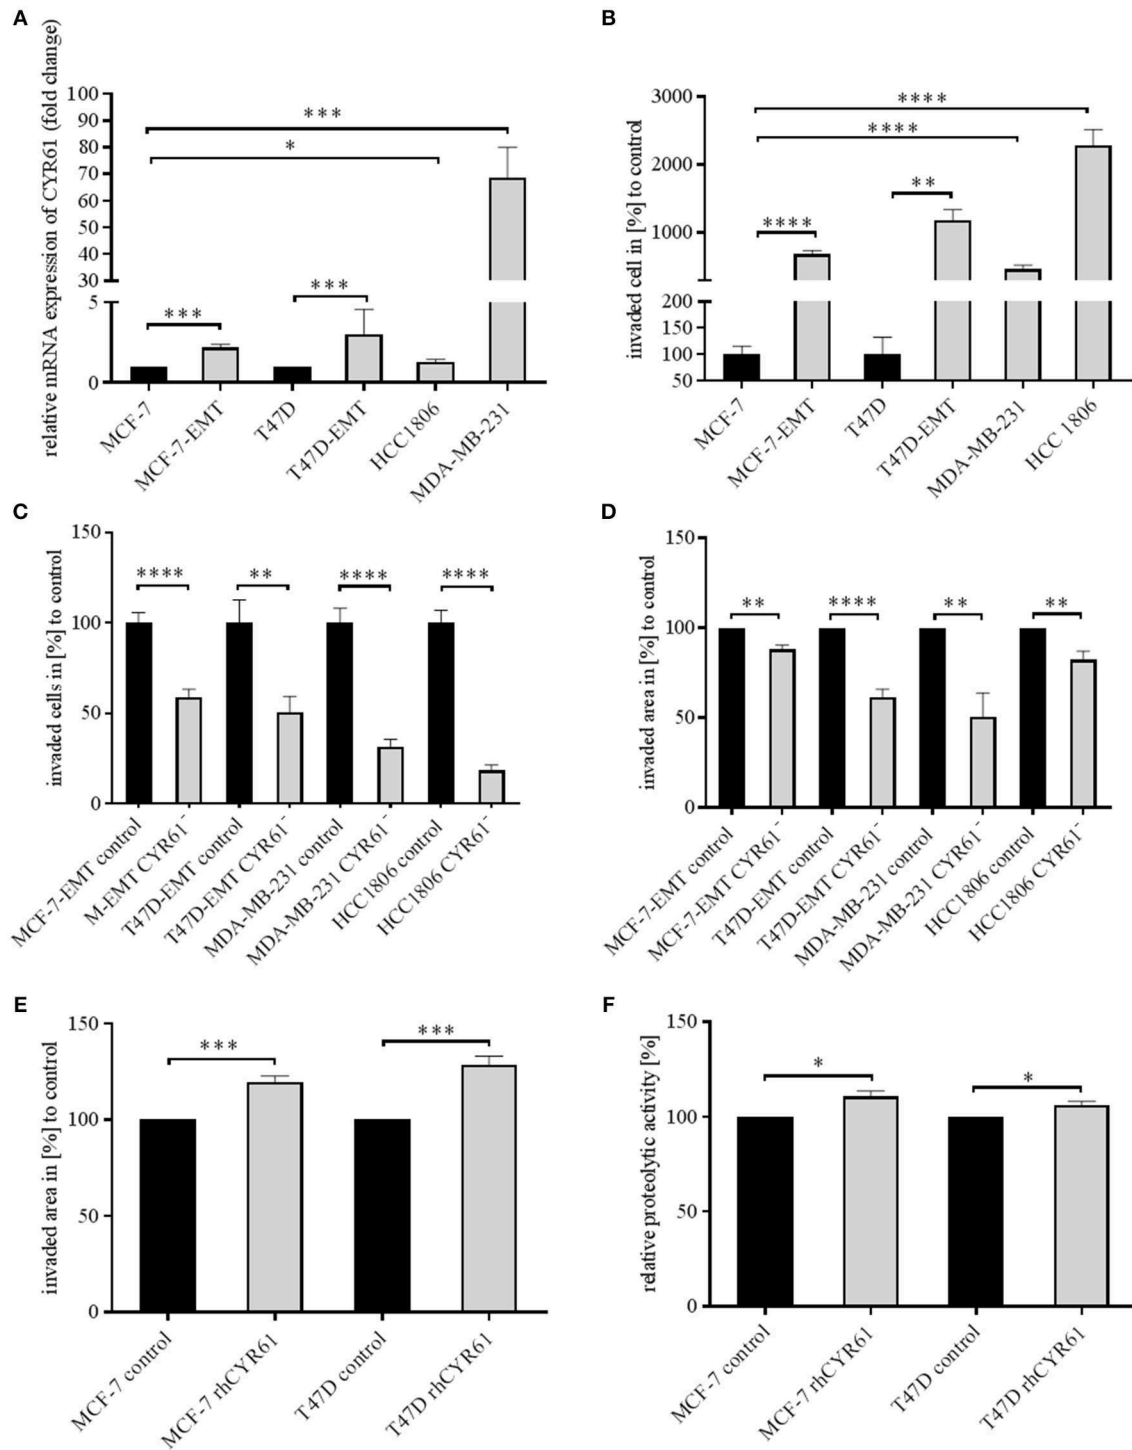 A
relative mRNA expression of CYR61 (fold change)
100
90
80
70
60
50
40
30
5
0
***
*
***
***
MCF-7
MCF-7-EMT
T47D
T47D-EMT
HCC1806
MDA-MB-231
B
invaded cell in [%] to control
3000
2000
1000
200
150
100
50
****
****
**
****
MCF-7
MCF-7-EMT
T47D
T47D-EMT
MDA-MB-231
HCC 1806
C
invaded cells in [%] to control
150
100
50
0
****
**
****
****
MCF-7-EMT control
M-EMT CYR61-
T47D-EMT control
T47D-EMT CYR61-
MDA-MB-231 control
MDA-MB-231 CYR61-
HCC1806 control
HCC1806 CYR61-
D
invaded area in [%] to control
150
100
50
0
**
****
**
**
MCF-7-EMT control
MCF-7-EMT CYR61-
T47D-EMT control
T47D-EMT CYR61-
MDA-MB-231 control
MDA-MB-231 CYR61-
HCC1806 control
HCC1806 CYR61-
E
invaded area in [%] to control
150
100
50
0
***
***
MCF-7 control
MCF-7 rhCYR61
T47D control
T47D rhCYR61
F
relative proteolytic activity [%]
150
100
50
0
*
*
MCF-7 control
MCF-7 rhCYR61
T47D control
T47D rhCYR61